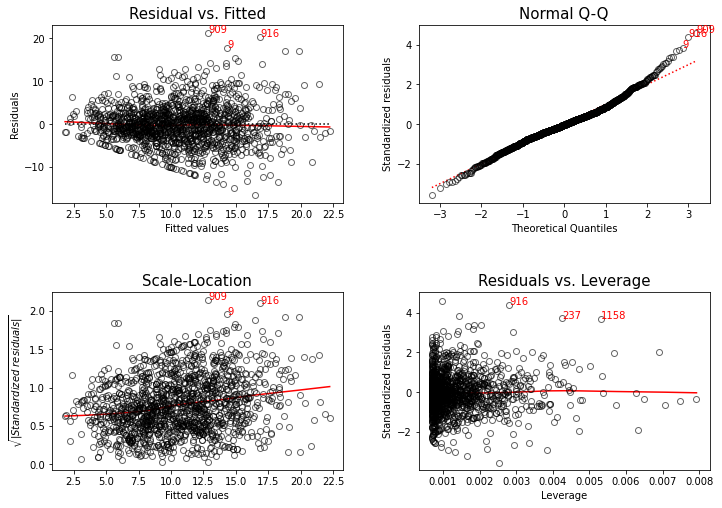 Residual vs. Fitted
909
9
916
20
10
0
−10
Residuals
2.5 5.0 7.5 10.0 12.5 15.0 17.5 20.0 22.5
Fitted values
Normal Q-Q
909
916
9
4
2
0
−2
Standardized residuals
−3 −2 −1 0 1 2 3
Theoretical Quantiles
Scale-Location
909
9
916
2.0
1.5
1.0
0.5
0.0
√|Standardized residuals|
2.5 5.0 7.5 10.0 12.5 15.0 17.5 20.0 22.5
Fitted values
Residuals vs. Leverage
916
237
1158
4
2
0
−2
Standardized residuals
0.001 0.002 0.003 0.004 0.005 0.006 0.007 0.008
Leverage